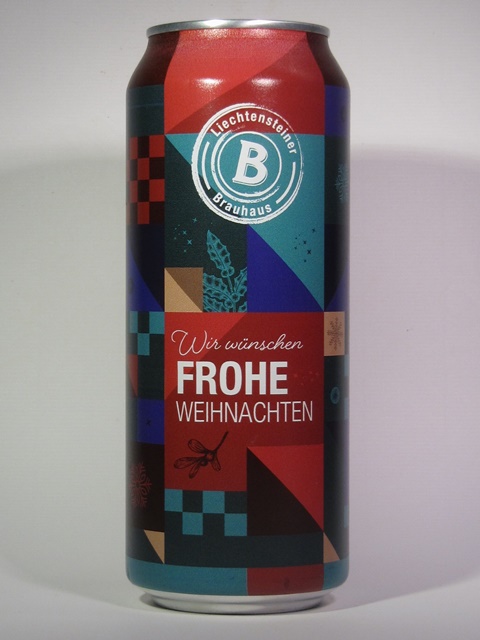 Liechtensteiner
B
Brauhaus
Wir wünschen
FROHE
WEIHNACHTEN